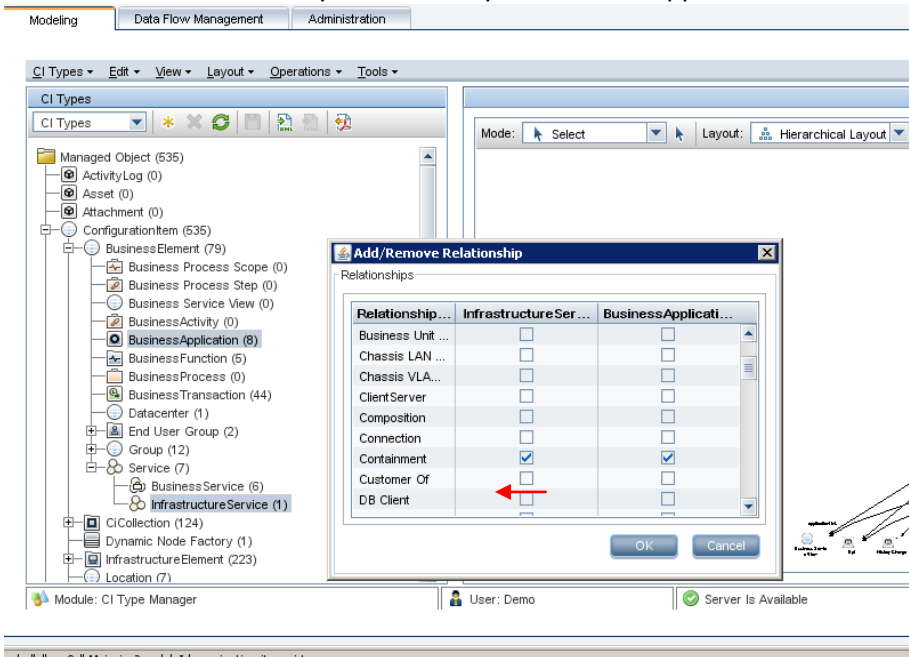 Modeling Data Flow Management Administration
CI Types Edit View Layout Operations Tools
CI Types
CI Types
Mode: Select Layout: Hierarchical Layout
Managed Object (535)
ActivityLog (0)
Asset (0)
Attachment (0)
ConfigurationItem (535)
BusinessElement (79)
Business Process Scope (0)
Business Process Step (0)
Business Service View (0)
BusinessActivity (0)
BusinessApplication (8)
BusinessFunction (5)
BusinessProcess (0)
BusinessTransaction (44)
Datacenter (1)
End User Group (2)
Group (12)
Service (7)
BusinessService (6)
InfrastructureService (1)
CiCollection (124)
Dynamic Node Factory (1)
InfrastructureElement (223)
Location (7)
Add/Remove Relationship
Relationships
Relationship... InfrastructureSer... BusinessApplicati...
Business Unit ...
Chassis LAN ...
Chassis VLA...
ClientServer
Composition
Connection
Containment
Customer Of
DB Client
OK Cancel
Module: CI Type Manager User: Demo Server Is Available